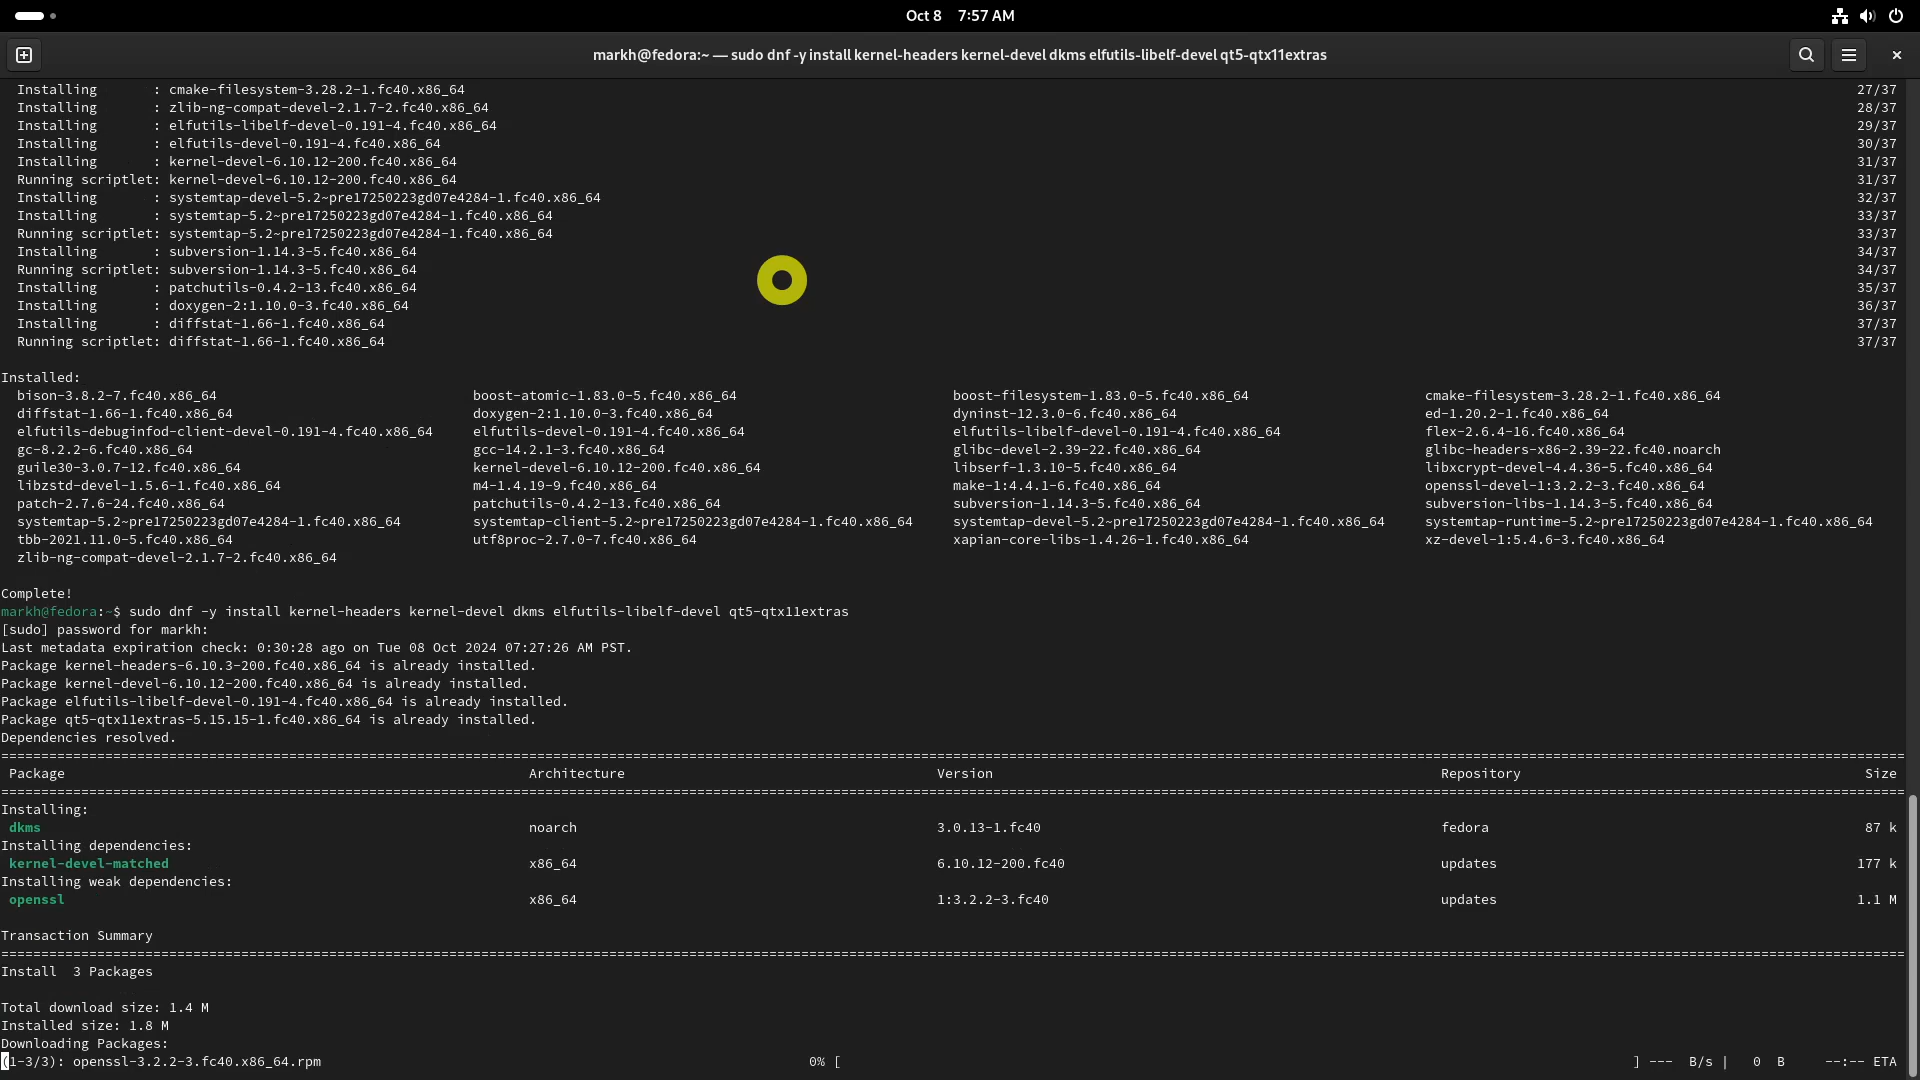 Oct 8 7:57 AM
markh@fedora:~ — sudo dnf -y install kernel-headers kernel-devel dkms elfutils-libelf-devel qt5-qtx11extras
Installing : cmake-filesystem-3.28.2-1.fc40.x86_64 27/37
Installing : zlib-ng-compat-devel-2.1.7-2.fc40.x86_64 28/37
Installing : elfutils-libelf-devel-0.191-4.fc40.x86_64 29/37
Installing : elfutils-devel-0.191-4.fc40.x86_64 30/37
Installing : kernel-devel-6.10.12-200.fc40.x86_64 31/37
Running scriptlet: kernel-devel-6.10.12-200.fc40.x86_64 31/37
Installing : systemtap-devel-5.2~pre17250223gd07e4284-1.fc40.x86_64 32/37
Installing : systemtap-5.2~pre17250223gd07e4284-1.fc40.x86_64 33/37
Running scriptlet: systemtap-5.2~pre17250223gd07e4284-1.fc40.x86_64 33/37
Installing : subversion-1.14.3-5.fc40.x86_64 34/37
Running scriptlet: subversion-1.14.3-5.fc40.x86_64 34/37
Installing : patchutils-0.4.2-13.fc40.x86_64 35/37
Installing : doxygen-2:1.10.0-3.fc40.x86_64 36/37
Installing : diffstat-1.66-1.fc40.x86_64 37/37
Running scriptlet: diffstat-1.66-1.fc40.x86_64 37/37
Installed:
bison-3.8.2-7.fc40.x86_64 boost-atomic-1.83.0-5.fc40.x86_64 boost-filesystem-1.83.0-5.fc40.x86_64 cmake-filesystem-3.28.2-1.fc40.x86_64
diffstat-1.66-1.fc40.x86_64 doxygen-2:1.10.0-3.fc40.x86_64 dyninst-12.3.0-6.fc40.x86_64 ed-1.20.2-1.fc40.x86_64
elfutils-debuginfod-client-devel-0.191-4.fc40.x86_64 elfutils-devel-0.191-4.fc40.x86_64 elfutils-libelf-devel-0.191-4.fc40.x86_64 flex-2.6.4-16.fc40.x86_64
gc-8.2.2-6.fc40.x86_64 gcc-14.2.1-3.fc40.x86_64 glibc-devel-2.39-22.fc40.x86_64 glibc-headers-x86-2.39-22.fc40.noarch
guile30-3.0.7-12.fc40.x86_64 kernel-devel-6.10.12-200.fc40.x86_64 libserf-1.3.10-5.fc40.x86_64 libxcrypt-devel-4.4.36-5.fc40.x86_64
libzstd-devel-1.5.6-1.fc40.x86_64 m4-1.4.19-9.fc40.x86_64 make-1:4.4.1-6.fc40.x86_64 openssl-devel-1:3.2.2-3.fc40.x86_64
patch-2.7.6-24.fc40.x86_64 patchutils-0.4.2-13.fc40.x86_64 subversion-1.14.3-5.fc40.x86_64 subversion-libs-1.14.3-5.fc40.x86_64
systemtap-5.2~pre17250223gd07e4284-1.fc40.x86_64 systemtap-client-5.2~pre17250223gd07e4284-1.fc40.x86_64 systemtap-devel-5.2~pre17250223gd07e4284-1.fc40.x86_64 systemtap-runtime-5.2~pre17250223gd07e4284-1.fc40.x86_64
tbb-2021.11.0-5.fc40.x86_64 utf8proc-2.7.0-7.fc40.x86_64 xapian-core-libs-1.4.26-1.fc40.x86_64 xz-devel-1:5.4.6-3.fc40.x86_64
zlib-ng-compat-devel-2.1.7-2.fc40.x86_64
Complete!
markh@fedora:~$ sudo dnf -y install kernel-headers kernel-devel dkms elfutils-libelf-devel qt5-qtx11extras
[sudo] password for markh:
Last metadata expiration check: 0:30:28 ago on Tue 08 Oct 2024 07:27:26 AM PST.
Package kernel-headers-6.10.3-200.fc40.x86_64 is already installed.
Package kernel-devel-6.10.12-200.fc40.x86_64 is already installed.
Package elfutils-libelf-devel-0.191-4.fc40.x86_64 is already installed.
Package qt5-qtx11extras-5.15.15-1.fc40.x86_64 is already installed.
Dependencies resolved.
Package Architecture Version Repository Size
Installing:
dkms noarch 3.0.13-1.fc40 fedora 87 k
Installing dependencies:
kernel-devel-matched x86_64 6.10.12-200.fc40 updates 177 k
Installing weak dependencies:
openssl x86_64 1:3.2.2-3.fc40 updates 1.1 M
Transaction Summary
Install 3 Packages
Total download size: 1.4 M
Installed size: 1.8 M
Downloading Packages:
(1-3/3): openssl-3.2.2-3.fc40.x86_64.rpm 0% [ ] --- B/s | 0 B --:-- ETA